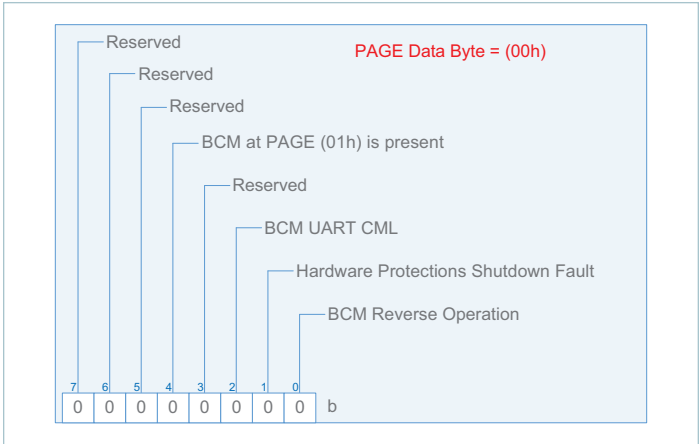 Reserved
PAGE Data Byte = (00h)
Reserved
Reserved
BCM at PAGE (01h) is present
Reserved
BCM UART CML
Hardware Protections Shutdown Fault
BCM Reverse Operation
7 6 5 4 3 2 1 0
0 0 0 0 0 0 0 0 b